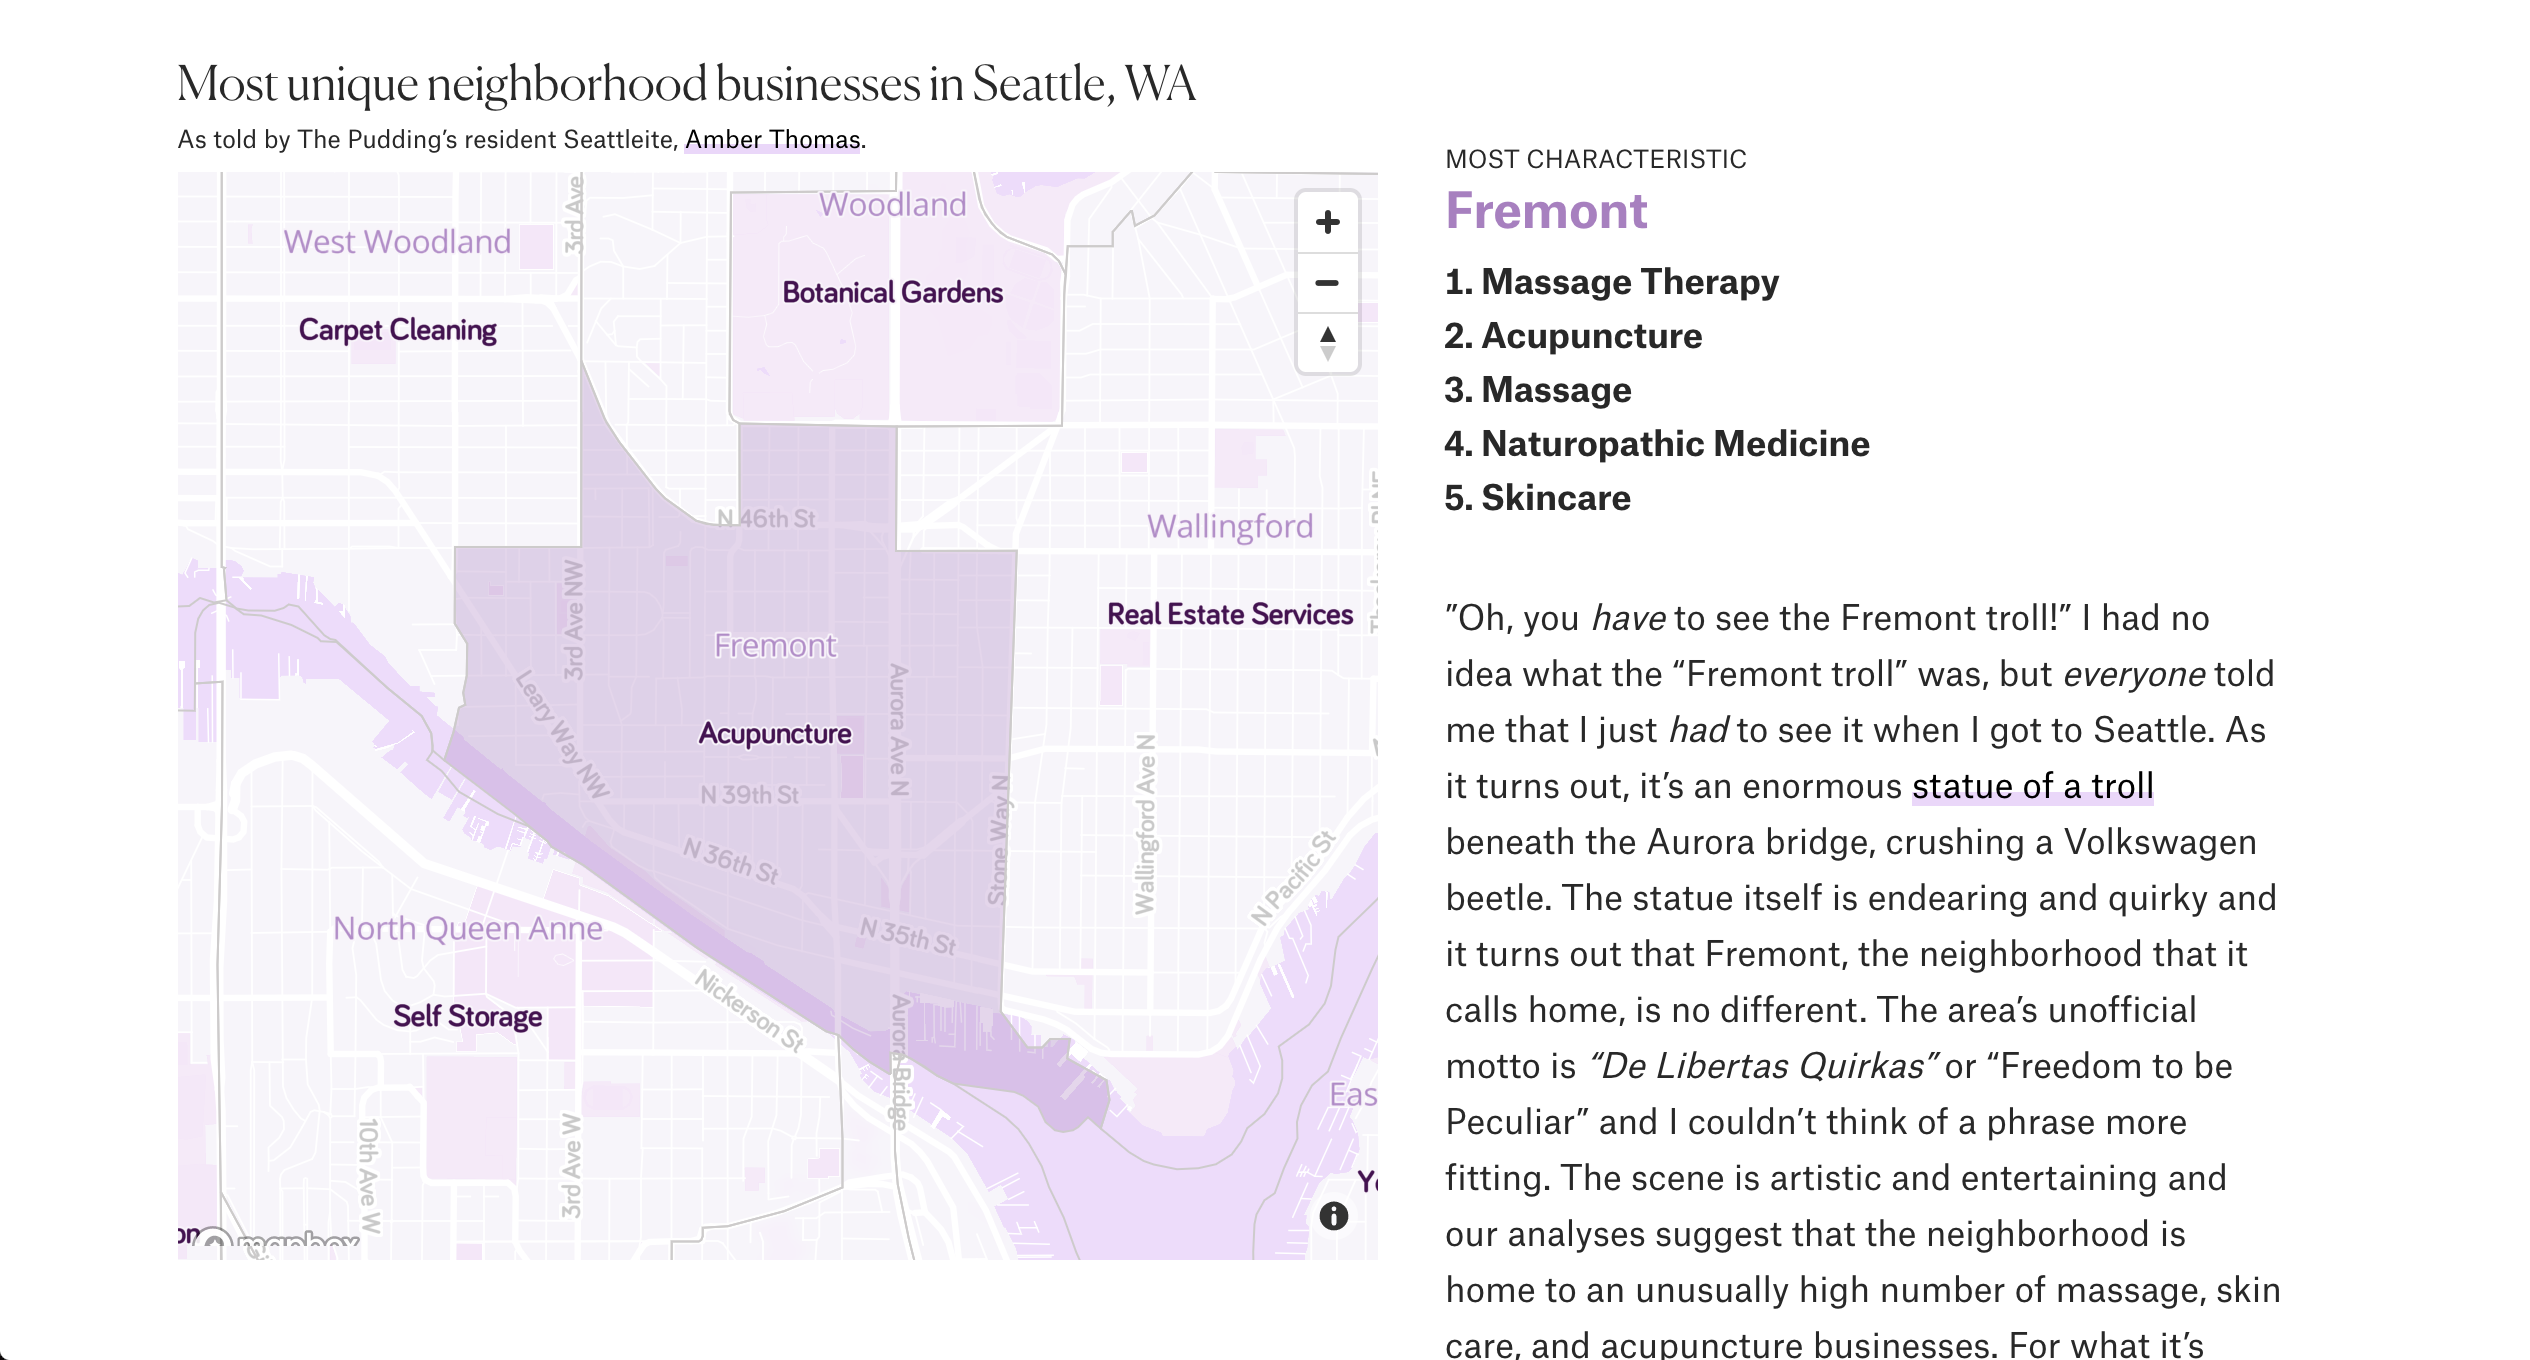 Most unique neighborhood businesses in Seattle, WA
As told by The Pudding’s resident Seattleite, Amber Thomas.
3rd Ave
Woodland
West Woodland
Botanical Gardens
Carpet Cleaning
N 46th St
Wallingford
3rd Ave NW
Real Estate Services
Fremont
Leary Way NW
Aurora Ave N
Acupuncture
N 39th St
Stone Way N
Wallingford Ave N
N 36th St
N Pacific St
North Queen Anne
N 35th St
Self Storage
Nickerson St
Aurora Bridge
10th Ave W
3rd Ave W
mapbox
MOST CHARACTERISTIC
Fremont
1. Massage Therapy
2. Acupuncture
3. Massage
4. Naturopathic Medicine
5. Skincare
”Oh, you have to see the Fremont troll!” I had no
idea what the “Fremont troll” was, but everyone told
me that I just had to see it when I got to Seattle. As
it turns out, it’s an enormous statue of a troll
beneath the Aurora bridge, crushing a Volkswagen
beetle. The statue itself is endearing and quirky and
it turns out that Fremont, the neighborhood that it
calls home, is no different. The area’s unofficial
motto is “De Libertas Quirkas” or “Freedom to be
Peculiar” and I couldn’t think of a phrase more
fitting. The scene is artistic and entertaining and
our analyses suggest that the neighborhood is
home to an unusually high number of massage, skin
care, and acupuncture businesses. For what it’s